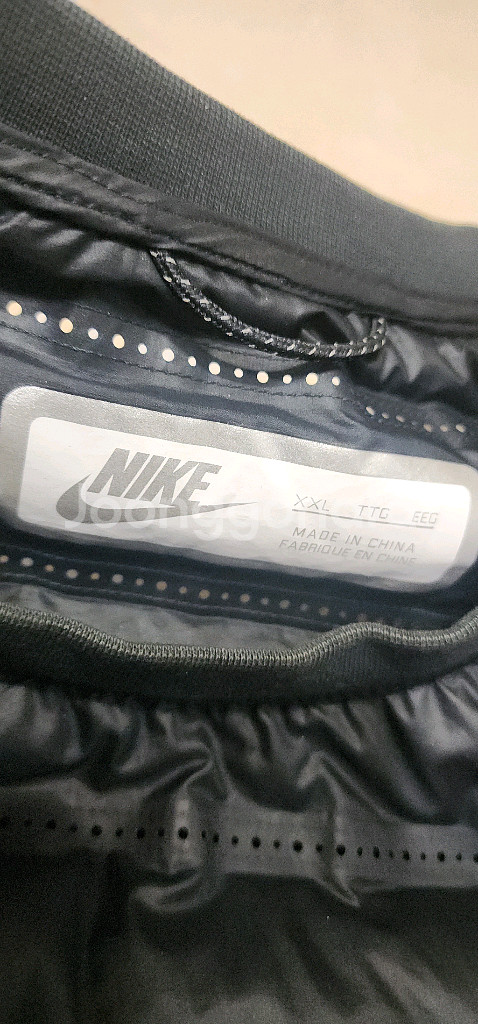 NIKE
XXL TTG EEG
MADE IN CHINA
FABRIQUE EN CHINE